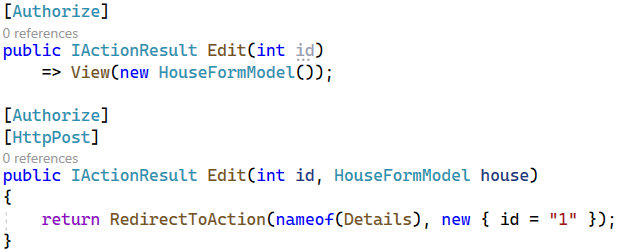 [Authorize]
0 references
public IActionResult Edit(int id)
=> View(new HouseFormModel());
[Authorize]
[HttpPost]
0 references
public IActionResult Edit(int id, HouseFormModel house)
{
return RedirectToAction(nameof(Details), new { id = "1" });
}